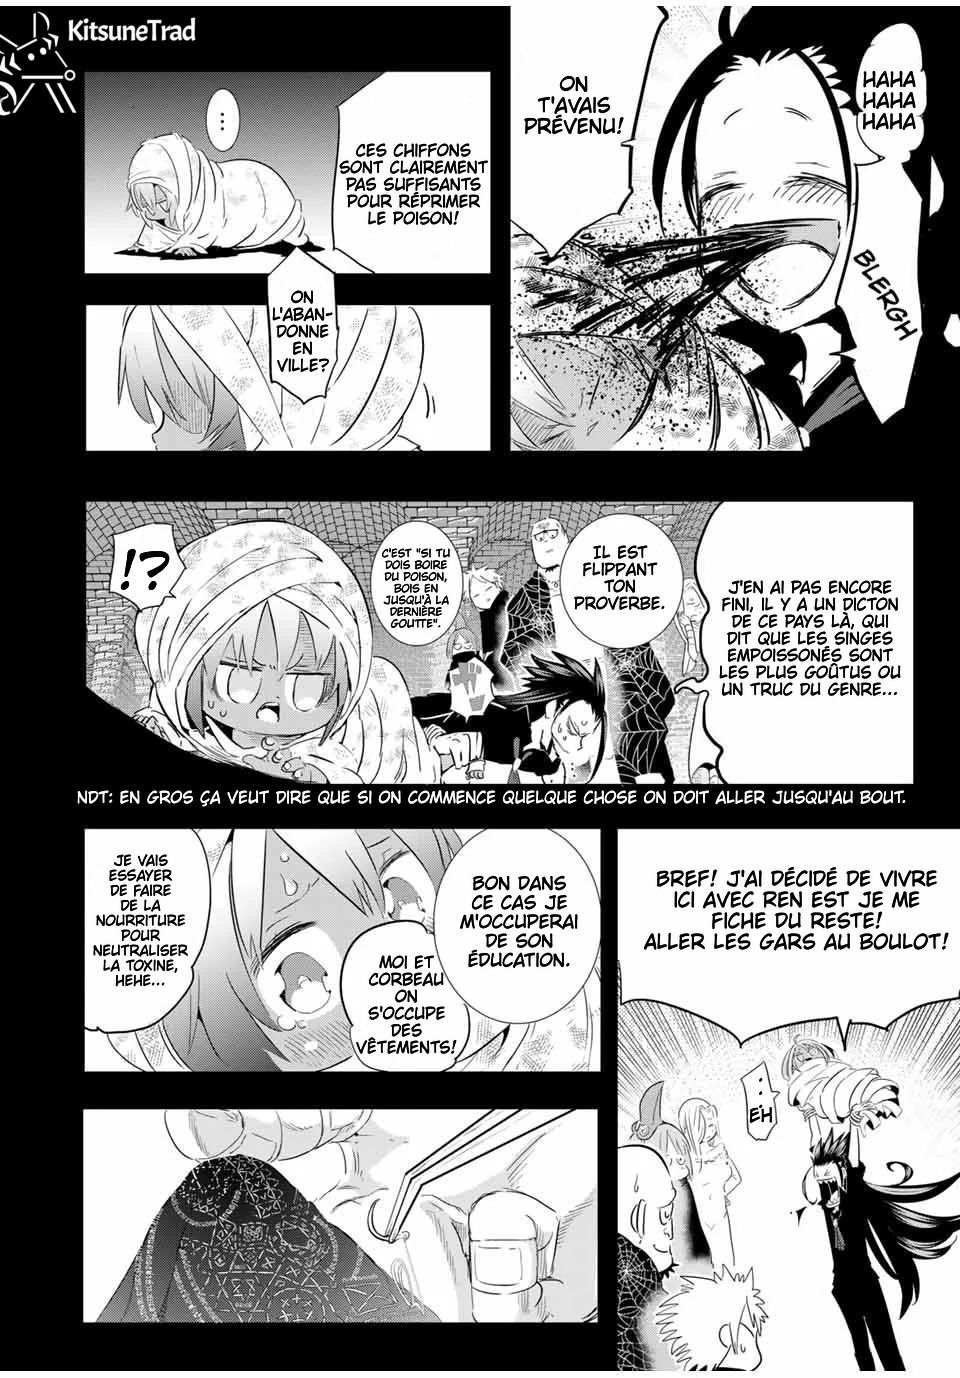 KitsuneTrad
HAHA
HAHA
HAHA
ON
T'AVAIS
PRÉVENU!
BLERGH
CES CHIFFONS
SONT CLAIREMENT
PAS SUFFISANTS
POUR RÉPRIMER
LE POISON!
...
ON
L'ABAN-
DONNE
EN
VILLE?
J'EN AI PAS ENCORE
FINI, IL Y A UN DICTON
DE CE PAYS LÀ, QUI
DIT QUE LES SINGES
EMPOISSONÉS SONT
LES PLUS GOÛTUS OU
UN TRUC DU GENRE...
IL EST
FLIPPANT
TON
PROVERBE.
C'EST "SI TU
DOIS BOIRE
DU POISON,
BOIS EN
JUSQU'À LA
DERNIÈRE
GOUTTE".
!?
NDT: EN GROS ÇA VEUT DIRE QUE SI ON COMMENCE QUELQUE CHOSE ON DOIT ALLER JUSQU'AU BOUT.
BREF! J'AI DÉCIDÉ DE VIVRE
ICI AVEC REN EST JE ME
FICHE DU RESTE!
ALLER LES GARS AU BOULOT!
...
EH
BON DANS
CE CAS JE
M'OCCUPERAI
DE SON
ÉDUCATION.
MOI ET
CORBEAU
ON
S'OCCUPE
DES
VÊTEMENTS!
JE VAIS
ESSAYER
DE FAIRE
DE LA
NOURRITURE
POUR
NEUTRALISER
LA TOXINE,
HEHE...